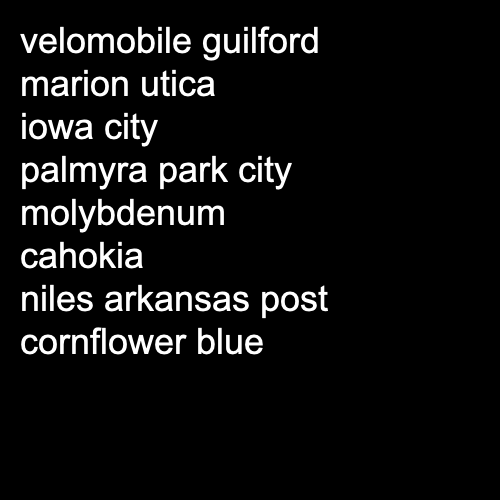 velomobile guilford
marion utica
iowa city
palmyra park city
molybdenum
cahokia
niles arkansas post
cornflower blue